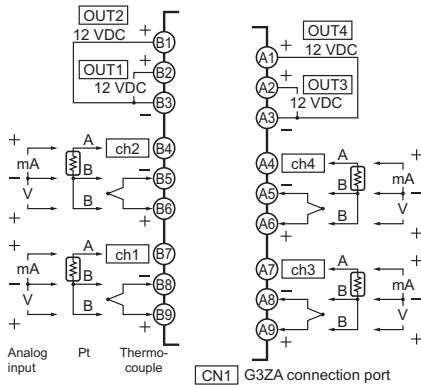 OUT2
12 VDC
+
B1
OUT1
+
B2
12 VDC
B3
−
A
ch2
B4
+
mA
−
B
−
B5
V
B
+
B6
+
A
ch1
B7
+
mA
−
B
−
B8
V
B
+
B9
+
Analog
input
Pt
Thermo-
couple
OUT4
+
12 VDC
A1
+
OUT3
A2
12 VDC
A3
−
A4
ch4
A
+
mA
A5
−
B
−
A6
B
V
+
+
A7
ch3
A
+
mA
A8
−
B
−
A9
B
V
+
+
CN1 G3ZA connection port